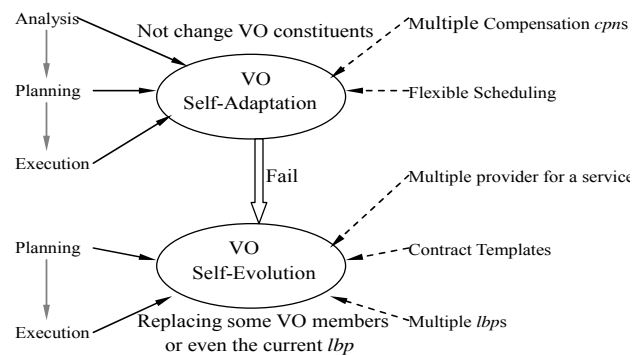 Analysis
Not change VO constituents
Multiple Compensation cpns
VO
Self-Adaptation
Planning
Flexible Scheduling
Execution
Fail
Multiple provider for a service
Planning
VO
Self-Evolution
Contract Templates
Execution
Replacing some VO members
or even the current lbp
Multiple lbps